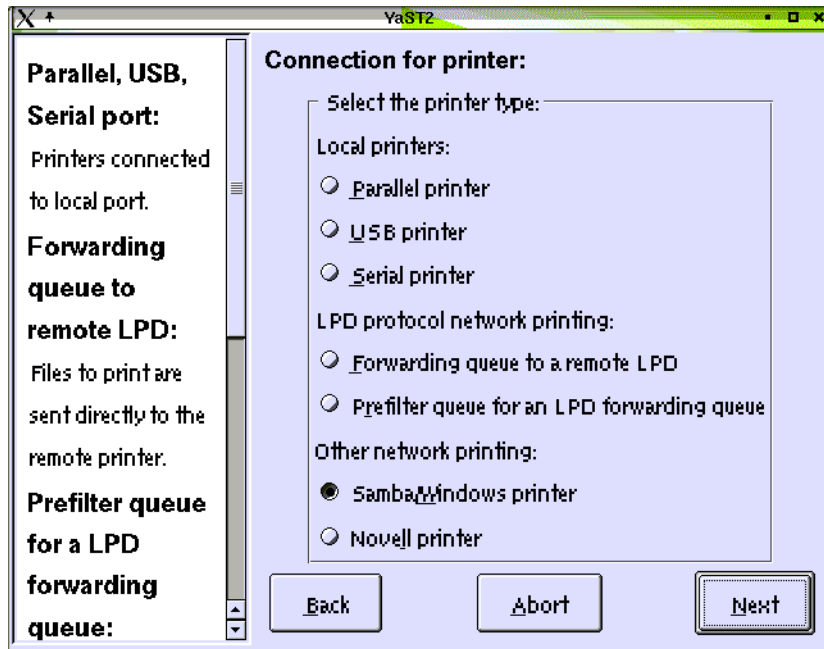 YaST2
Parallel, USB,
Serial port:
Printers connected
to local port.
Forwarding
queue to
remote LPD:
Files to print are
sent directly to the
remote printer.
Prefilter queue
for a LPD
forwarding
queue:
Connection for printer:
Select the printer type:
Local printers:
Parallel printer
USB printer
Serial printer
LPD protocol network printing:
Forwarding queue to a remote LPD
Prefilter queue for an LPD forwarding queue
Other network printing:
Samba/Windows printer
Novell printer
Back
Abort
Next